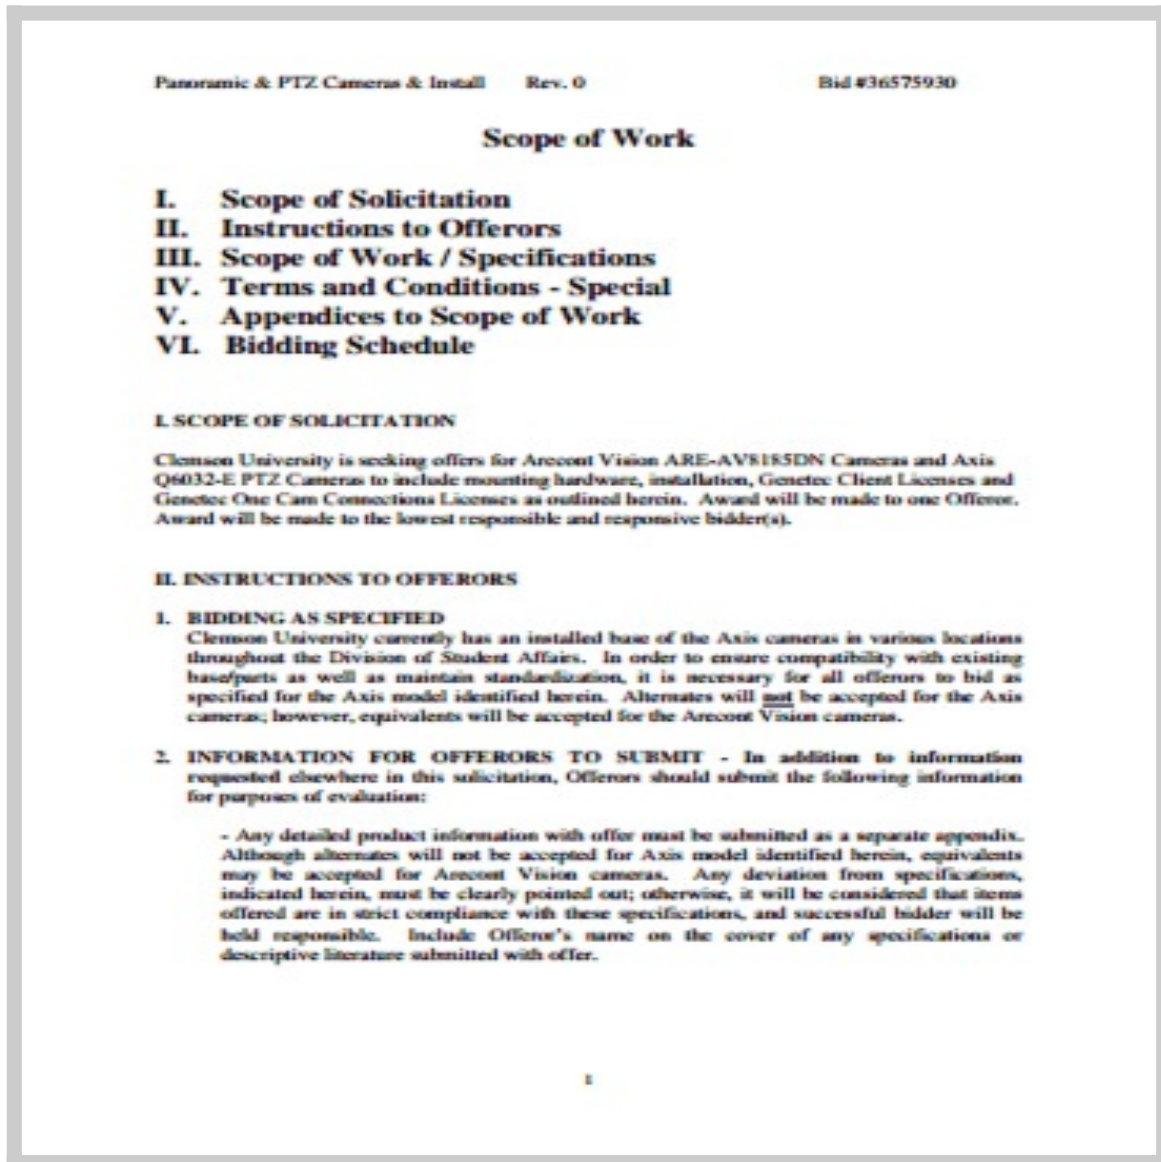 Panoramic & PTZ Cameras & Install Rev. 0 Bid #36575930
Scope of Work
I. Scope of Solicitation
II. Instructions to Offerors
III. Scope of Work / Specifications
IV. Terms and Conditions - Special
V. Appendices to Scope of Work
VI. Bidding Schedule
I. SCOPE OF SOLICITATION
Clemson University is seeking offers for Arecont Vision ARE-AV8185DN Cameras and Axis
Q6032-E PTZ Cameras to include mounting hardware, installation, Genetec Client Licenses and
Genetec One Cam Connections Licenses as outlined herein. Award will be made to one Offeror.
Award will be made to the lowest responsible and responsive bidder(s).
II. INSTRUCTIONS TO OFFERORS
1. BIDDING AS SPECIFIED
Clemson University currently has an installed base of the Axis cameras in various locations
throughout the Division of Student Affairs. In order to ensure compatibility with existing
base/parts as well as maintain standardization, it is necessary for all offerors to bid as
specified for the Axis model identified herein. Alternates will not be accepted for the Axis
cameras; however, equivalents will be accepted for the Arecont Vision cameras.
2. INFORMATION FOR OFFERORS TO SUBMIT - In addition to information
requested elsewhere in this solicitation, Offerors should submit the following information
for purposes of evaluation:
- Any detailed product information with offer must be submitted as a separate appendix.
Although alternates will not be accepted for Axis model identified herein, equivalents
may be accepted for Arecont Vision cameras. Any deviation from specifications,
indicated herein, must be clearly pointed out; otherwise, it will be considered that items
offered are in strict compliance with these specifications, and successful bidder will be
held responsible. Include Offeror's name on the cover of any specifications or
descriptive literature submitted with offer.
1